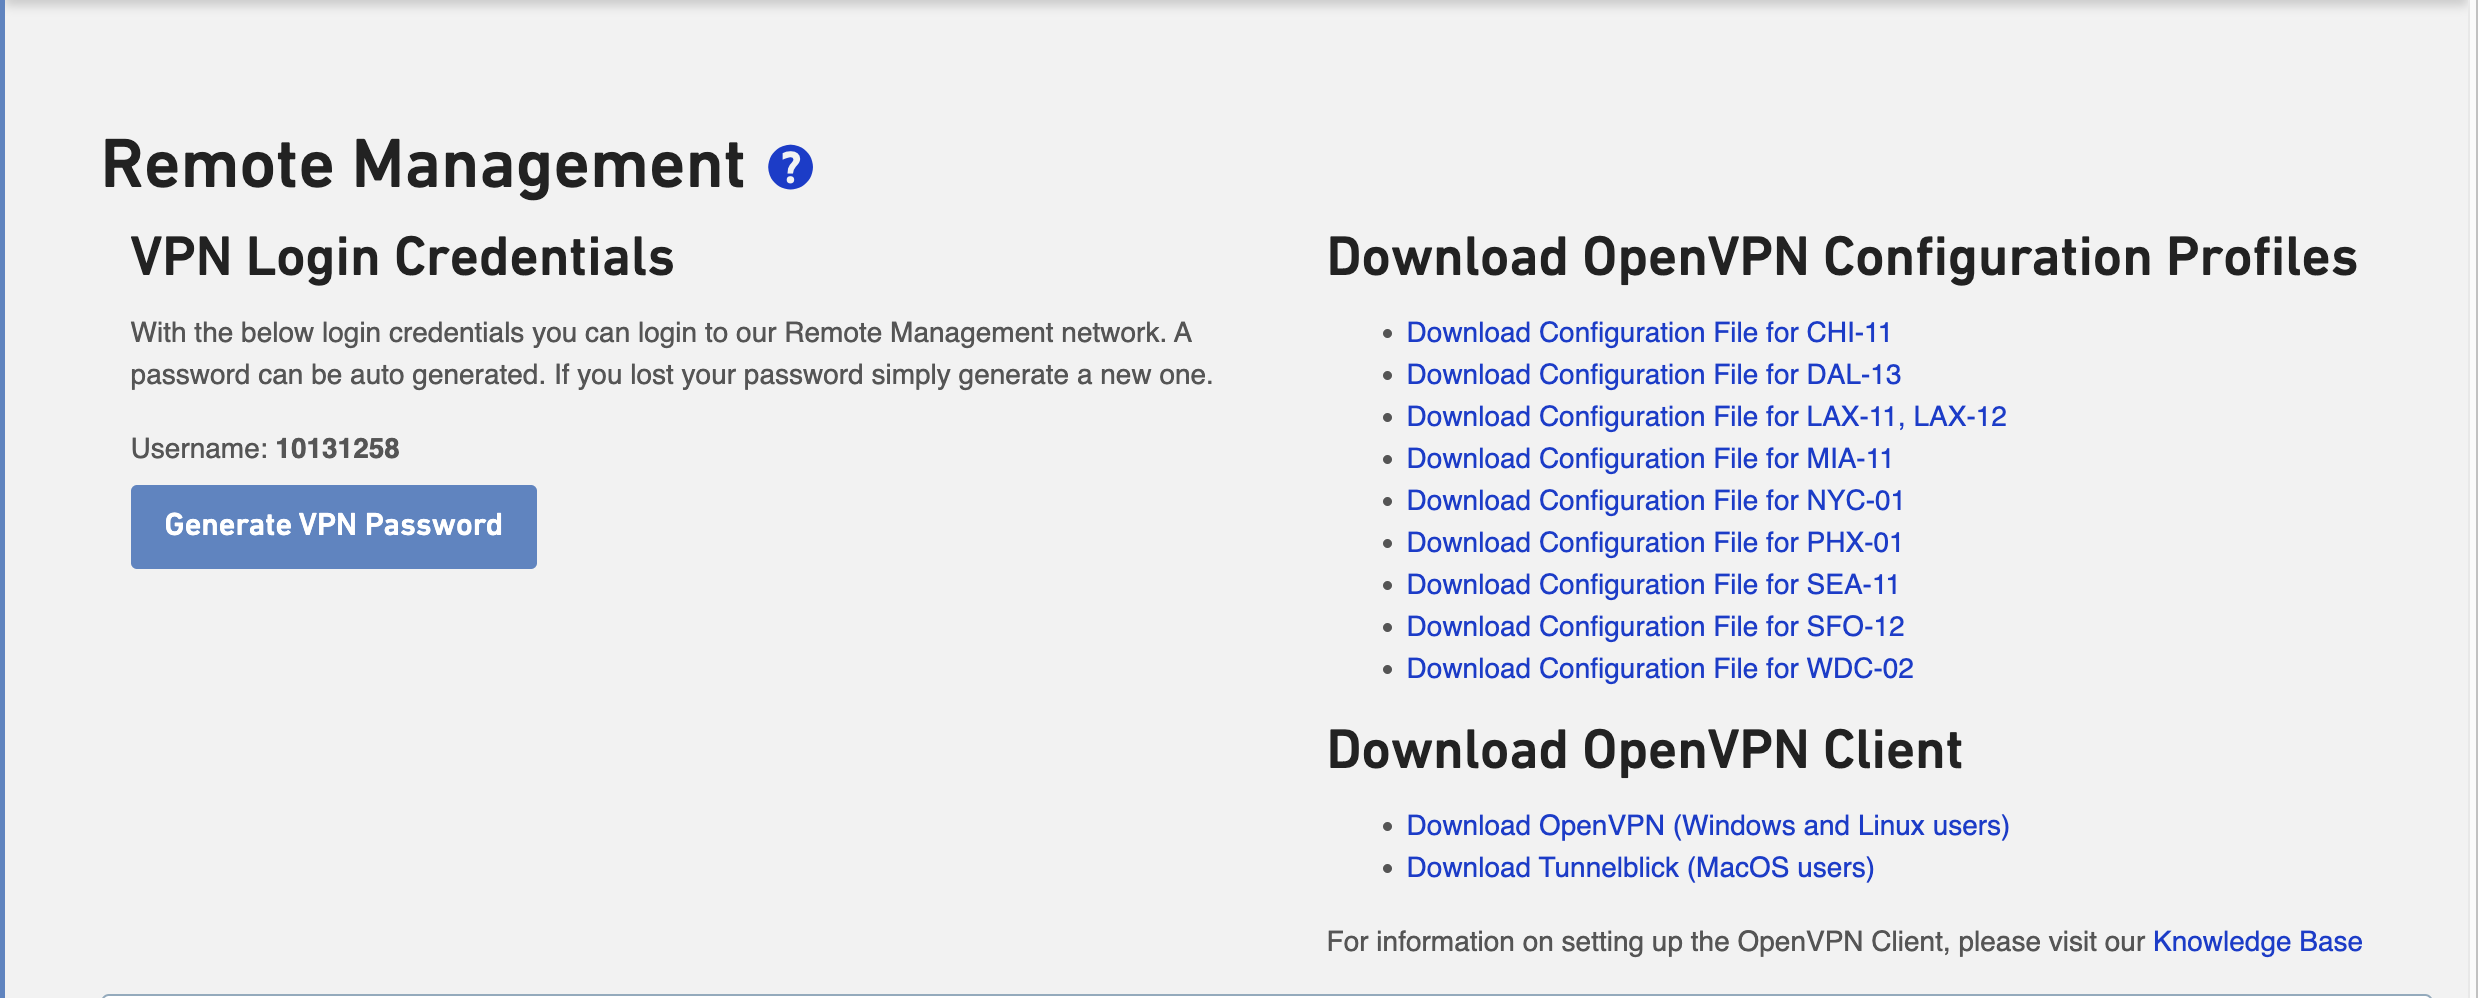 Remote Management ?
VPN Login Credentials
With the below login credentials you can login to our Remote Management network. A
password can be auto generated. If you lost your password simply generate a new one.
Username: 10131258
Generate VPN Password
Download OpenVPN Configuration Profiles
• Download Configuration File for CHI-11
• Download Configuration File for DAL-13
• Download Configuration File for LAX-11, LAX-12
• Download Configuration File for MIA-11
• Download Configuration File for NYC-01
• Download Configuration File for PHX-01
• Download Configuration File for SEA-11
• Download Configuration File for SFO-12
• Download Configuration File for WDC-02
Download OpenVPN Client
• Download OpenVPN (Windows and Linux users)
• Download Tunnelblick (MacOS users)
For information on setting up the OpenVPN Client, please visit our Knowledge Base